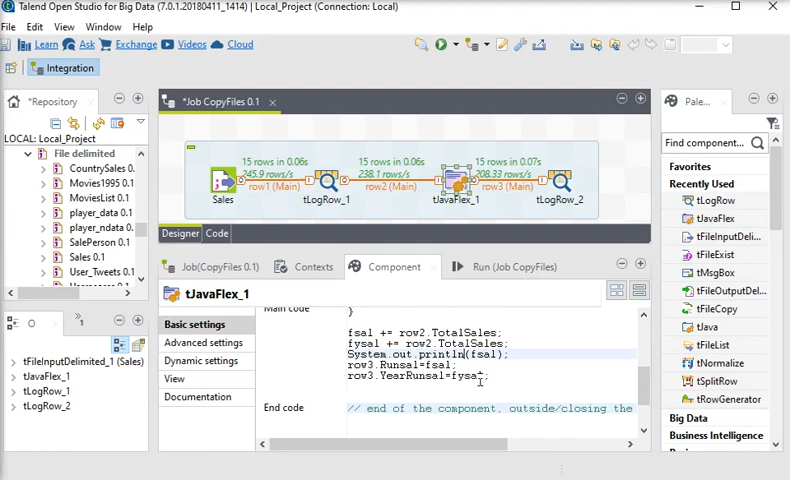 Talend Open Studio for Big Data (7.0.1.20180411_1414) | Local_Project (Connection: Local)
File Edit View Window Help
Learn Ask Exchange Videos Cloud
Integration
*Repository
LOCAL: Local_Project
File delimited
CountrySales 0.1
Movies1995 0.1
MoviesList 0.1
player_data 0.1
player_ndata 0.1
SalePerson 0.1
Sales 0.1
User_Tweets 0.1
O »1
tFileInputDelimited_1 (Sales)
tJavaFlex_1
tLogRow_1
tLogRow_2
*Job CopyFiles 0.1
15 rows in 0.06s 15 rows in 0.06s 15 rows in 0.07s
245.9 rows/s 238.1 rows/s 208.33 rows/s
row1 (Main) row2 (Main) row3 (Main)
Sales tLogRow_1 tJavaFlex_1 tLogRow_2
Designer Code
Job(CopyFiles 0.1) Contexts Component Run (Job CopyFiles)
tJavaFlex_1
Basic settings
Advanced settings
Dynamic settings
View
Documentation
Main code
}
fsal += row2.TotalSales;
fysal += row2.TotalSales;
System.out.println(fsal);
row3.Runsal=fsal;
row3.YearRunsal=fysal;
End code
// end of the component, outside/closing the
Pale...
Find component...
Favorites
Recently Used
tLogRow
tJavaFlex
tFileInputDeli...
tFileExist
tMsgBox
tFileOutputDel...
tFileCopy
tJava
tFileList
tNormalize
tSplitRow
tRowGenerator
Big Data
Business Intelligence